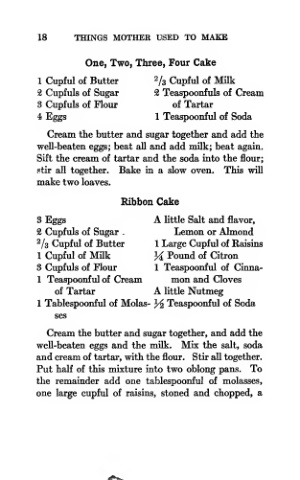 18 THINGS MOTHER USED TO MAKE
One, Two, Three, Four Cake
1 Cupful of Butter
2 Cupfuls of Sugar
3 Cupfuls of Flour
4 Eggs
2/3 Cupful of Milk
2 Teaspoonfuls of Cream
of Tartar
1 Teaspoonful of Soda
Cream the butter and sugar together and add the
well-beaten eggs; beat all and add milk; beat again.
Sift the cream of tartar and the soda into the flour;
stir all together. Bake in a slow oven. This will
make two loaves.
Ribbon Cake
3 Eggs
2 Cupfuls of Sugar
2/3 Cupful of Butter
1 Cupful of Milk
3 Cupfuls of Flour
1 Teaspoonful of Cream
of Tartar
1 Tablespoonful of Molas-
ses
A little Salt and flavor,
Lemon or Almond
1 Large Cupful of Raisins
1/4 Pound of Citron
1 Teaspoonful of Cinna-
mon and Cloves
A little Nutmeg
1/2 Teaspoonful of Soda
Cream the butter and sugar together, and add the
well-beaten eggs and the milk. Mix the salt, soda
and cream of tartar, with the flour. Stir all together.
Put half of this mixture into two oblong pans. To
the remainder add one tablespoonful of molasses,
one large cupful of raisins, stoned and chopped, a